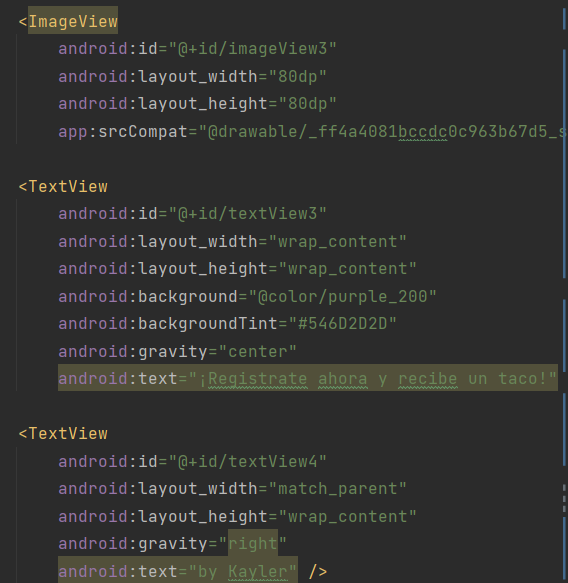 <ImageView
android:id="@+id/imageView3"
android:layout_width="80dp"
android:layout_height="80dp"
app:srcCompat="@drawable/_ff4a4081bccdc0c963b67d5_s
<TextView
android:id="@+id/textView3"
android:layout_width="wrap_content"
android:layout_height="wrap_content"
android:background="@color/purple_200"
android:backgroundTint="#546D2D2D"
android:gravity="center"
android:text="¡Registrate ahora y recibe un taco!"
<TextView
android:id="@+id/textView4"
android:layout_width="match_parent"
android:layout_height="wrap_content"
android:gravity="right"
android:text="by Kayler" />